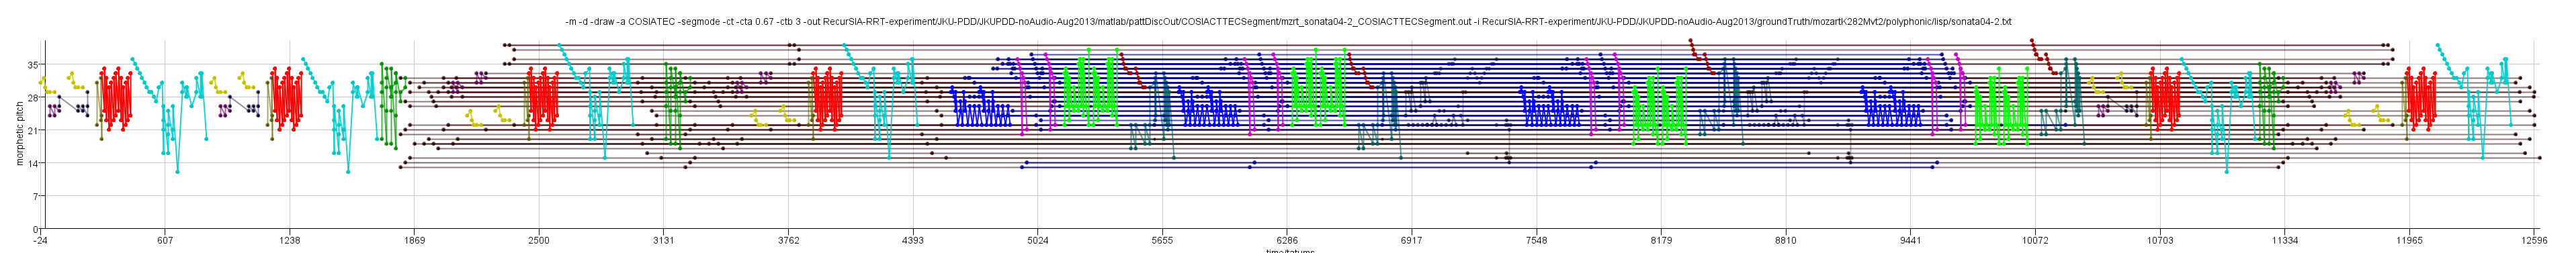 -m -d -draw -a COSIATEC -segmode -ct -cta 0.67 -ctb 3 -out RecurSIA-RRT-experiment/JKU-PDD/JKUPDD-noAudio-Aug2013/matlab/pattDiscOut/COSIACTTECSegment/mzrt_sonata04-2_COSIACTTECSegment.out -i RecurSIA-RRT-experiment/JKU-PDD/JKUPDD-noAudio-Aug2013/groundTruth/mozartK282Mvt2/polyphonic/lisp/sonata04-2.txt
35
28
21
14
7
0
morphetic pitch
-24 607 1238 1869 2500 3131 3762 4393 5024 5655 6286 6917 7548 8179 8810 9441 10072 10703 11334 11965 12596
time/tatums